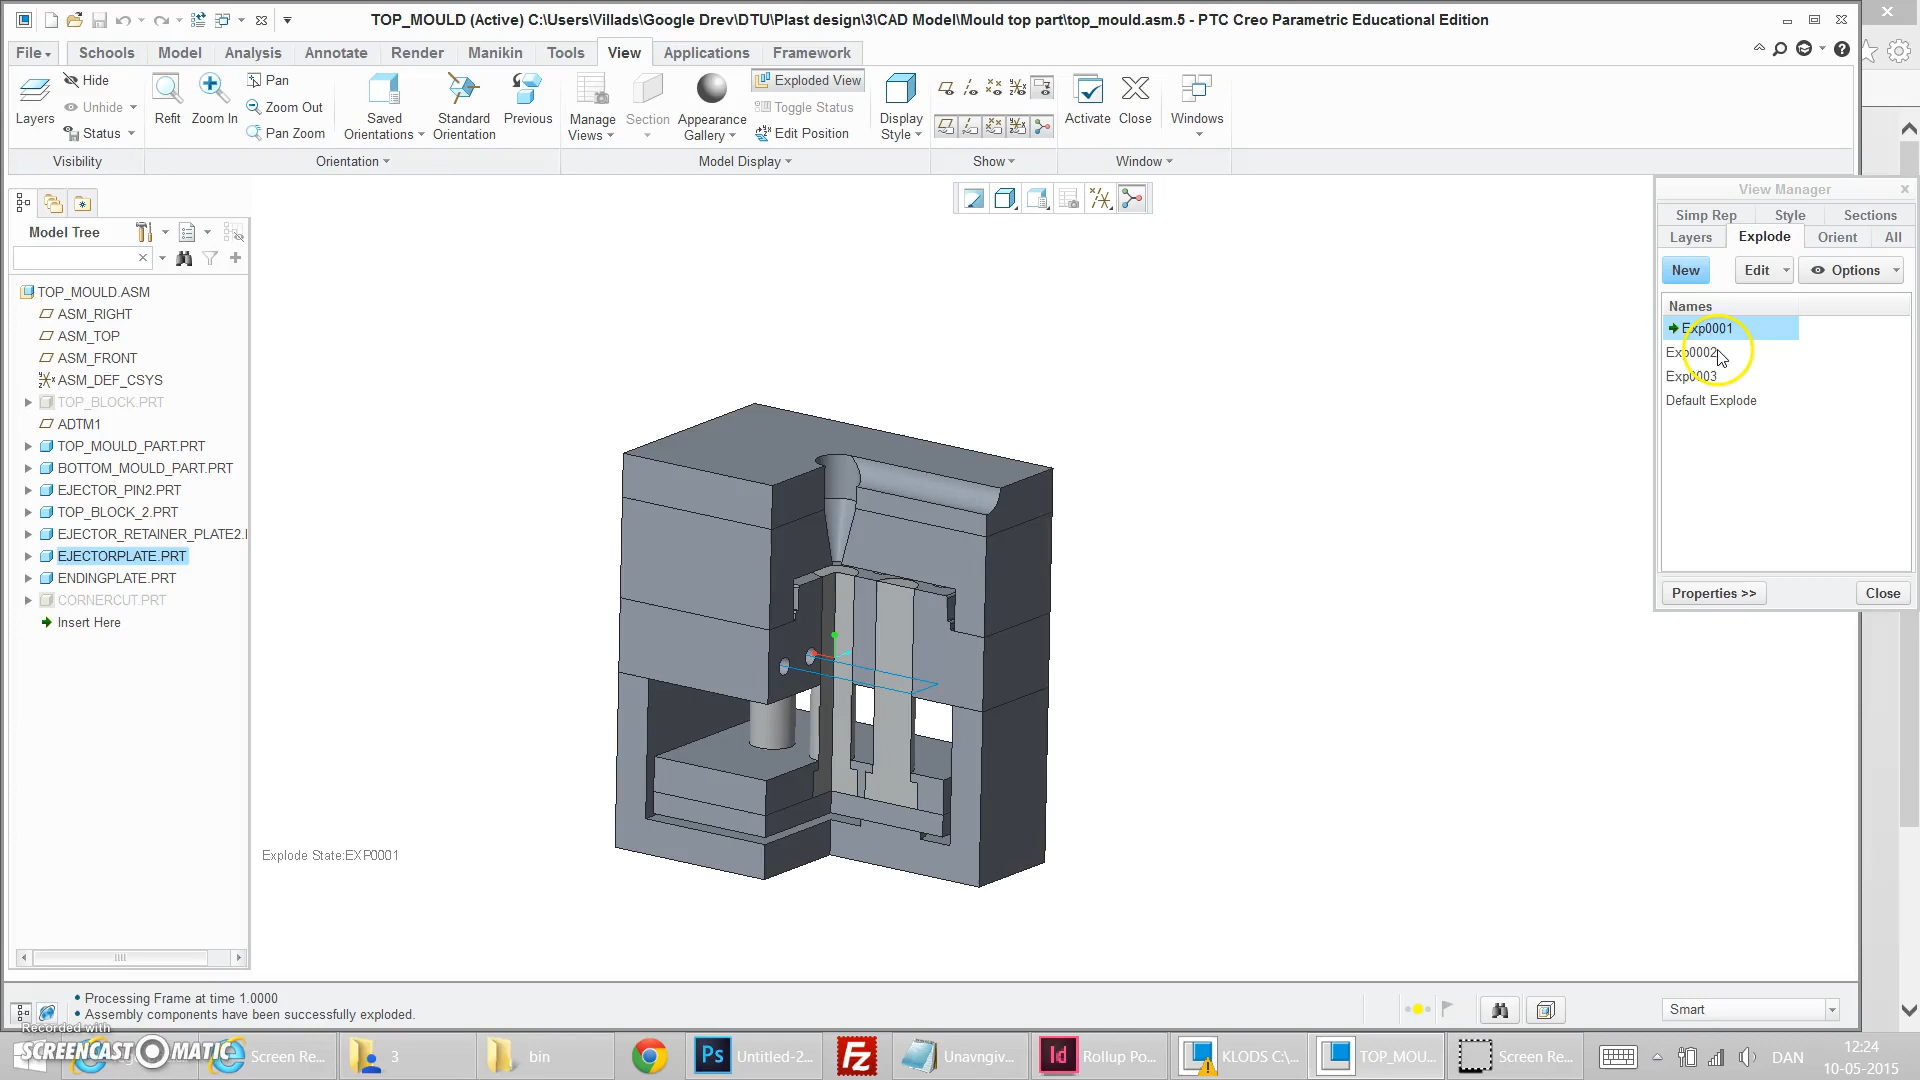 TOP_MOULD (Active) C:\Users\Villads\Google Drev\DTU\Plast design\3\CAD Model\Mould top part\top_mould.asm.5 - PTC Creo Parametric Educational Edition
File Schools Model Analysis Annotate Render Manikin Tools View Applications Framework
Layers Hide Unhide Status
Refit Zoom In Pan Zoom Out Pan Zoom
Saved Orientations Standard Orientation Previous
Manage Views Section Appearance Gallery Exploded View Toggle Status Edit Position
Display Style
Activate Close Windows
Visibility Orientation Model Display Show Window
Model Tree
TOP_MOULD.ASM
ASM_RIGHT
ASM_TOP
ASM_FRONT
ASM_DEF_CSYS
TOP_BLOCK.PRT
ADTM1
TOP_MOULD_PART.PRT
BOTTOM_MOULD_PART.PRT
EJECTOR_PIN2.PRT
TOP_BLOCK_2.PRT
EJECTOR_RETAINER_PLATE2.
EJECTORPLATE.PRT
ENDINGPLATE.PRT
CORNERCUT.PRT
Insert Here
Explode State:EXP0001
View Manager
Simp Rep Style Sections
Layers Explode Orient All
New Edit Options
Names
Exp0001
Exp0002
Exp0003
Default Explode
Properties >> Close
• Processing Frame at time 1.0000
• Assembly components have been successfully exploded.
Smart
Recorded with
SCREENCAST MATIC
Screen Re... 3 bin Ps Untitled-2... FZ Unavngiv... Id Rollup Po... KLODS C:\... TOP_MOU... Screen Re... DAN
12:24
10-05-2015